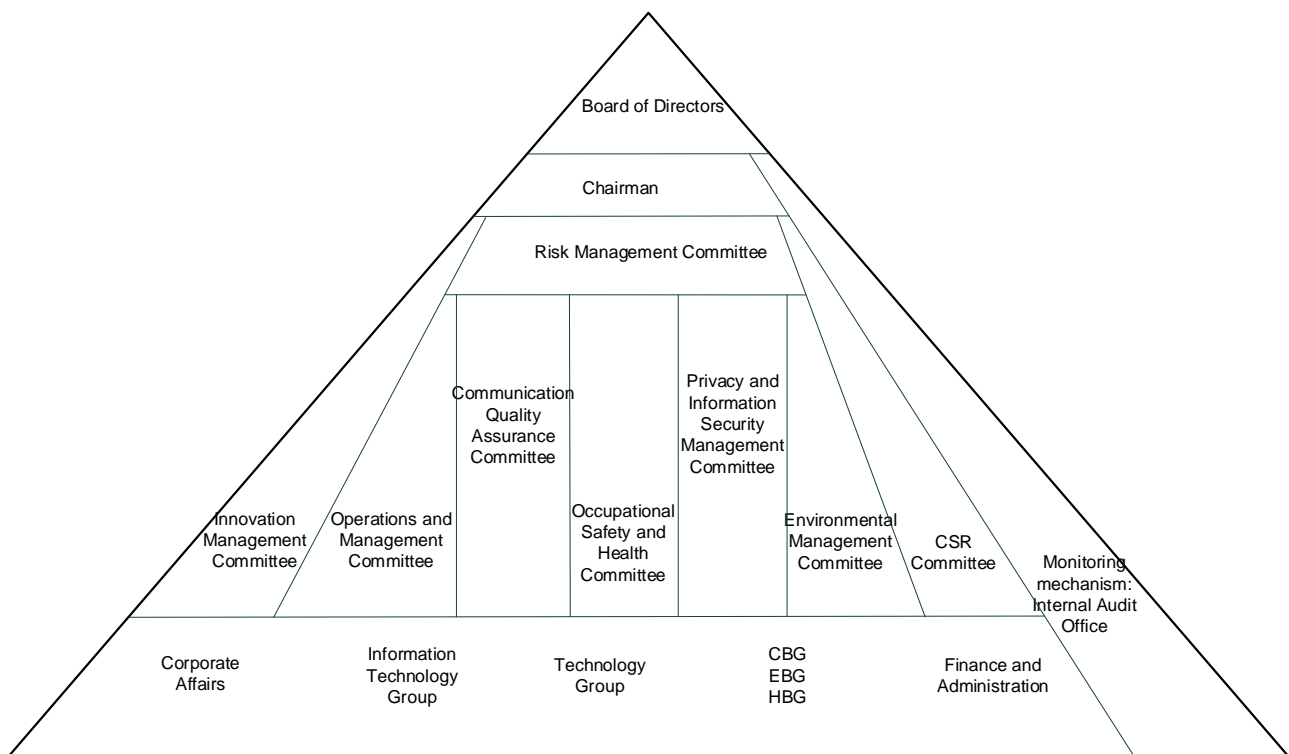 Board of Directors
Chairman
Risk Management Committee
Innovation
Management
Committee
Operations and
Management
Committee
Communication
Quality
Assurance
Committee
Occupational
Safety and
Health
Committee
Privacy and
Information
Security
Management
Committee
Environmental
Management
Committee
CSR
Committee
Monitoring
mechanism:
Internal Audit
Office
Corporate
Affairs
Information
Technology
Group
Technology
Group
CBG
EBG
HBG
Finance and
Administration